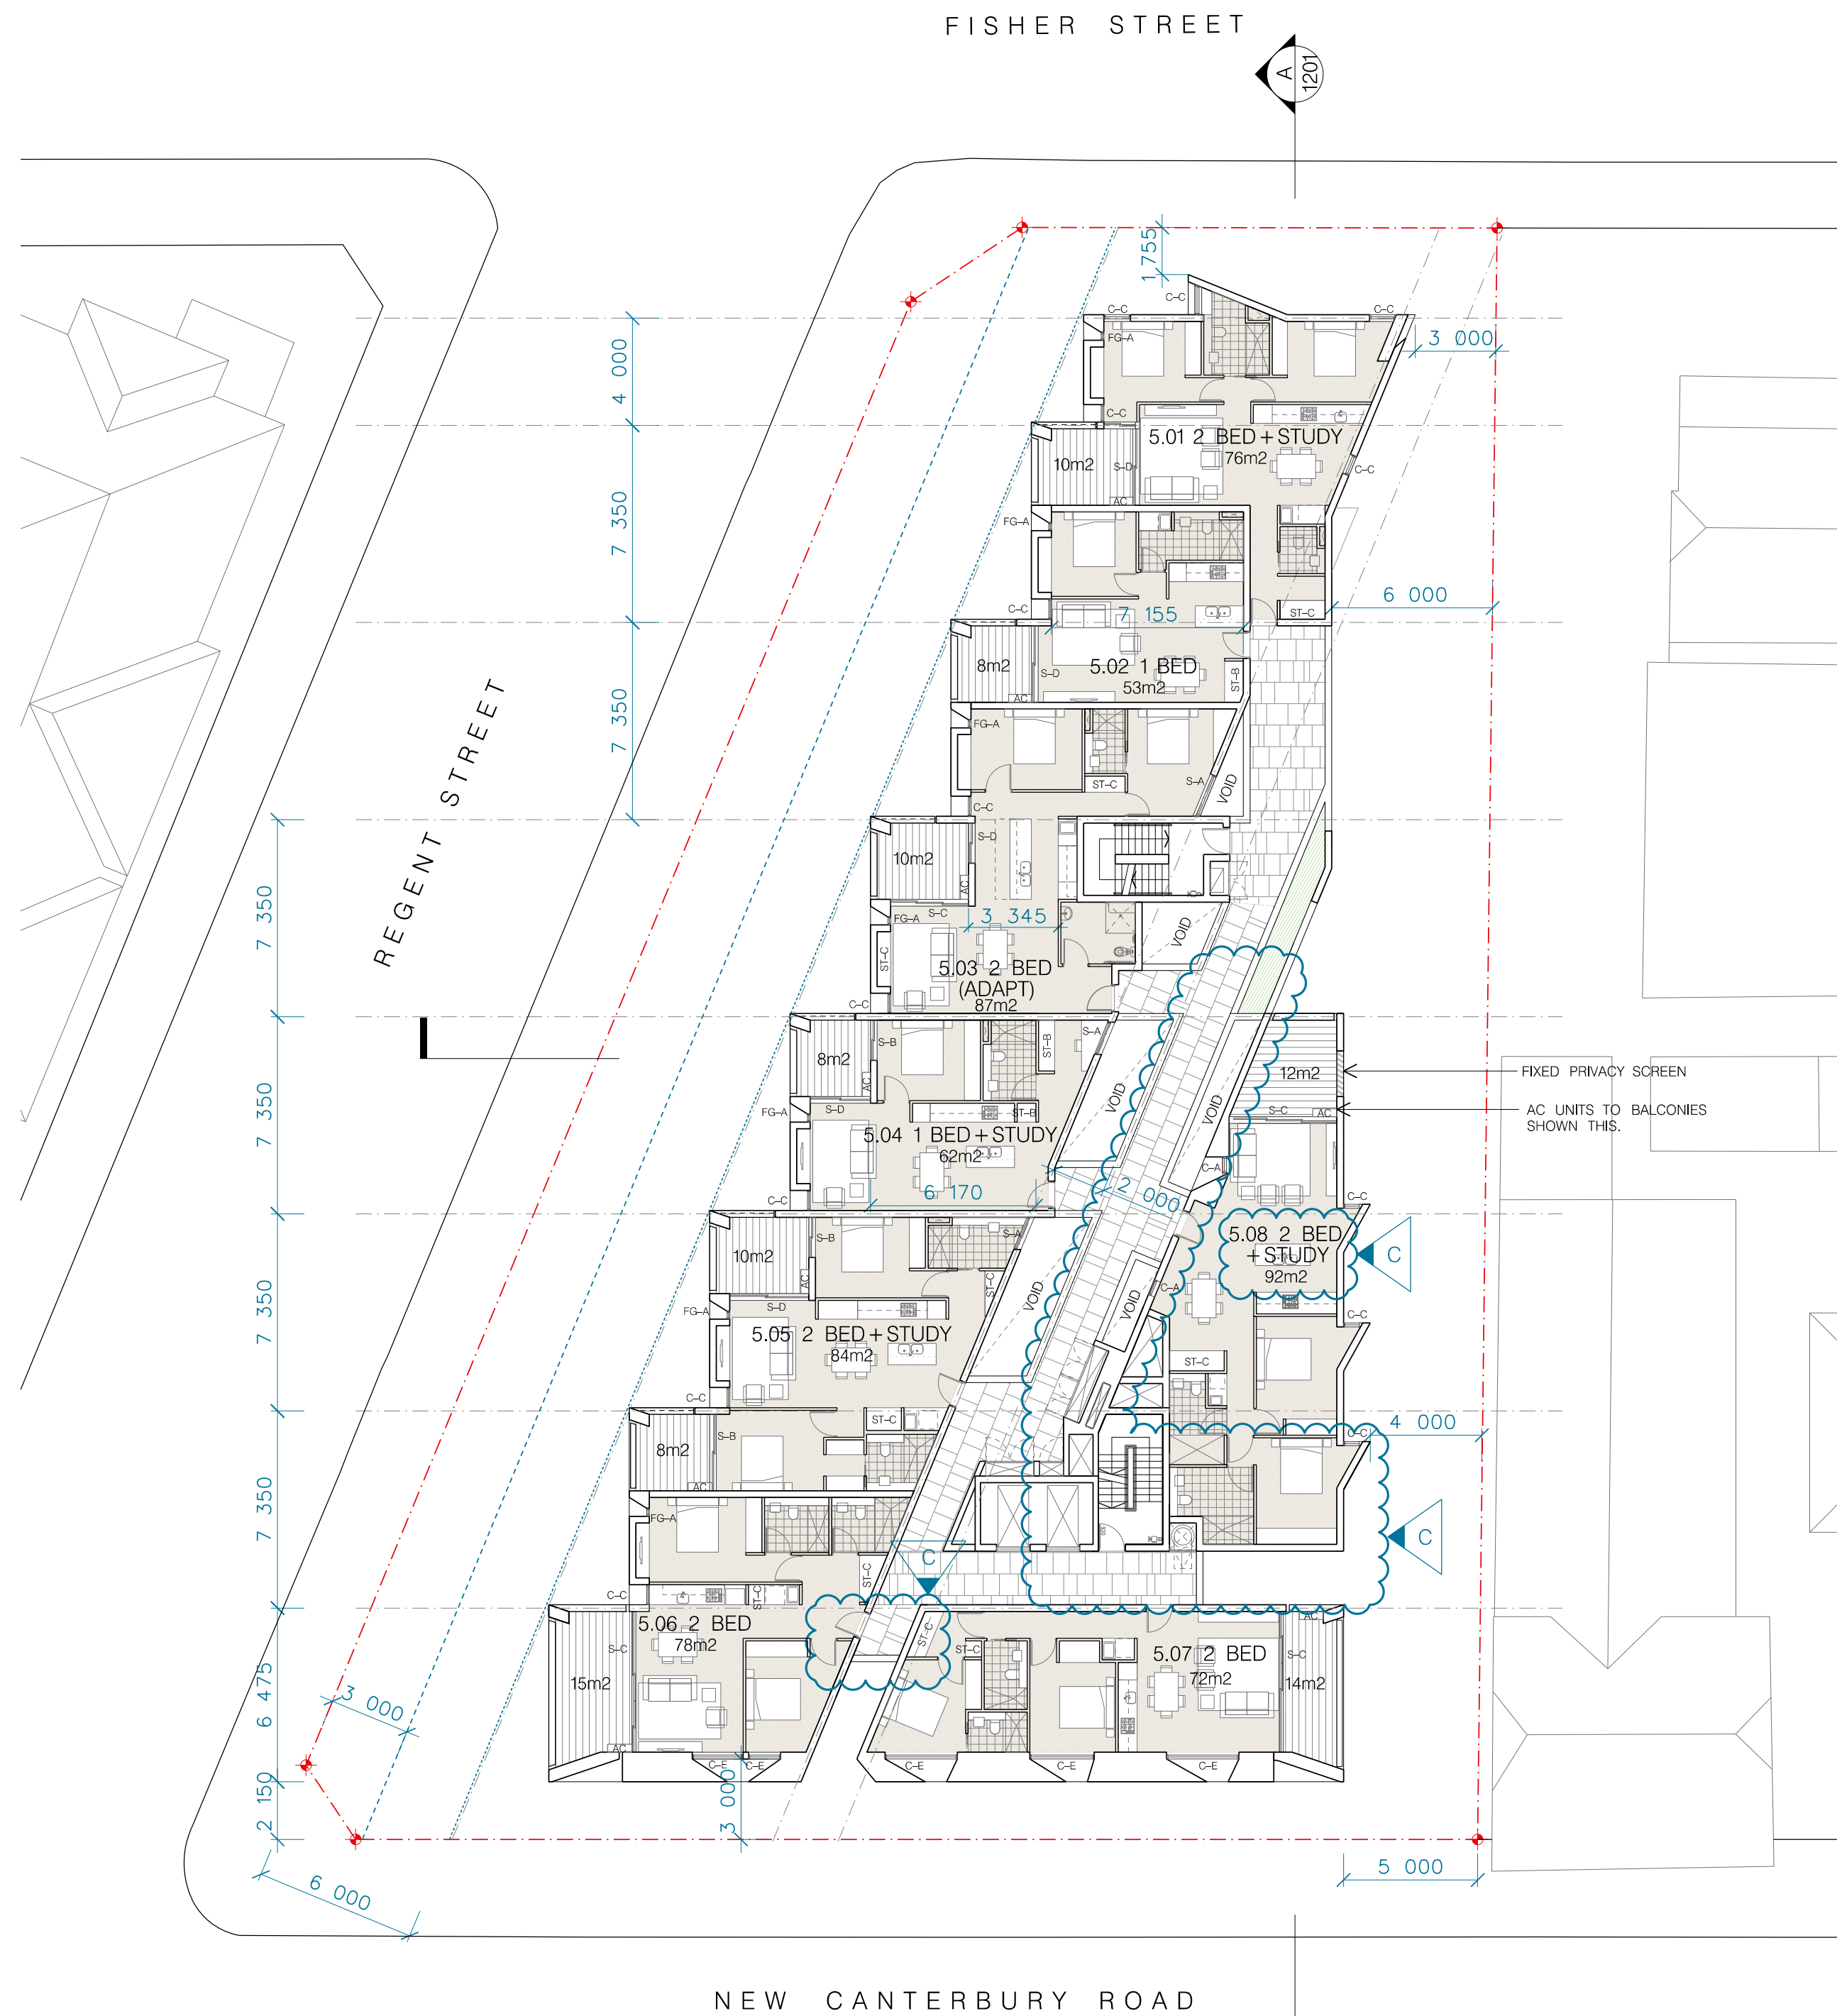 FISHER STREET
A
1201
1 755
C-C
C-C
C-C
FG-A
3 000
4 000
C-C
5.01 2 BED + STUDY
76m2
10m2
S-D
C-C
AC
7 350
FG-A
6 000
C-C
7 155
ST-C
8m2
5.02 1 BED
53m2
S-D
ST-B
AC
7 350
REGENT STREET
FG-A
S-A
ST-C
VOID
C-C
S-D
10m2
AC
7 350
FG-A
S-C
3 345
VOID
ST-C
5.03 2 BED
(ADAPT)
87m2
C-C
S-B
ST-B
S-A
8m2
AC
12m2
FIXED PRIVACY SCREEN
7 350
VOID
VOID
S-C
AC
AC UNITS TO BALCONIES
SHOWN THIS.
FG-A
S-D
ST-B
5.04 1 BED + STUDY
62m2
C-A
6 170
2 000
C-C
C-C
S-B
S-A
5.08 2 BED
+ STUDY
92m2
C
10m2
AC
ST-C
VOID
VOID
C-A
7 350
FG-A
S-D
C-C
5.05 2 BED + STUDY
84m2
ST-C
C-C
ST-C
4 000
S-B
C-C
8m2
AC
7 350
FG-A
C
C
ST-C
C-C
ST-C
5.06 2 BED
78m2
S-C
ST-C
ST-C
AC
5.07 2 BED
72m2
S-C
15m2
14m2
6 475
3 000
AC
C-E
C-E
C-E
C-E
C-E
2 150
3 000
5 000
6 000
NEW CANTERBURY ROAD